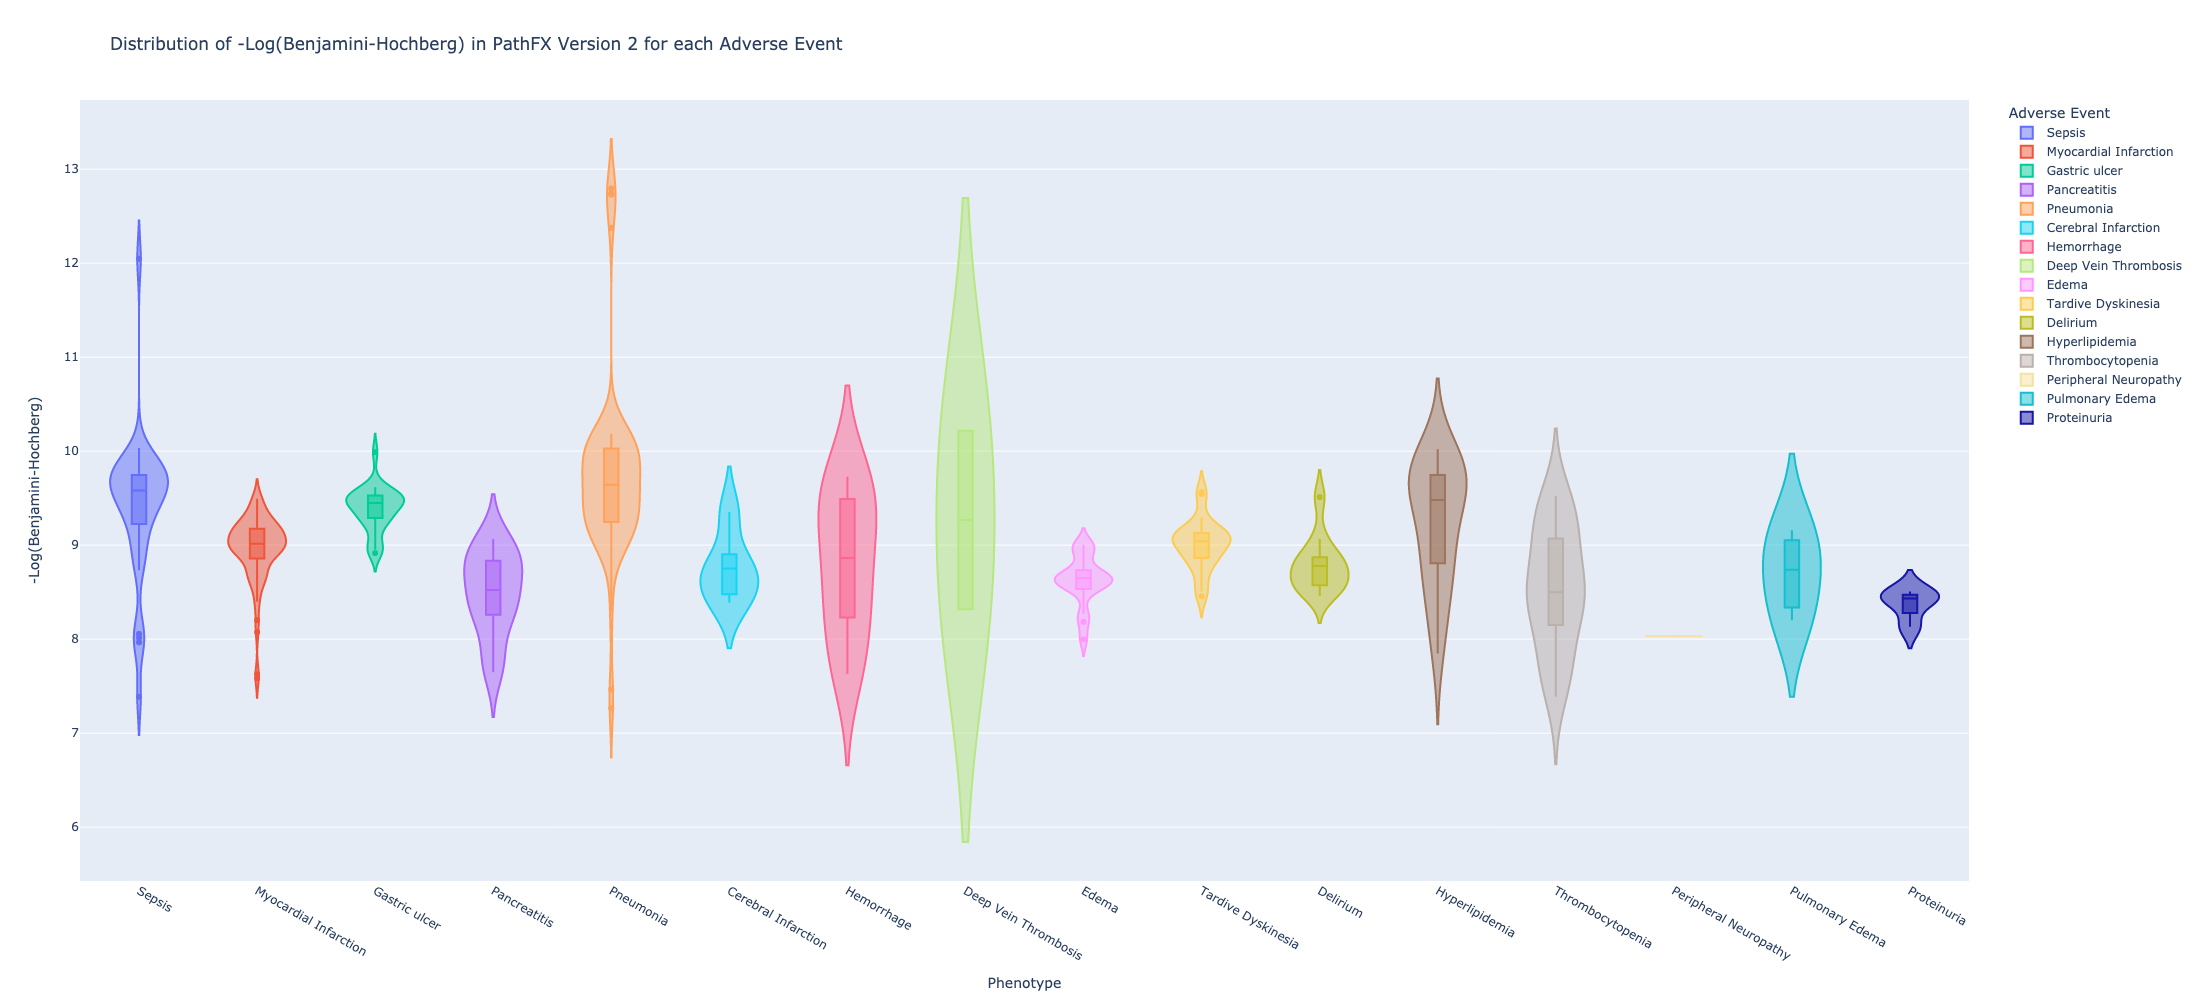 Distribution of -Log(Benjamini-Hochberg) in PathFX Version 2 for each Adverse Event
-Log(Benjamini-Hochberg)
13
12
11
10
9
8
7
6
Sepsis
Myocardial Infarction
Gastric ulcer
Pancreatitis
Pneumonia
Cerebral Infarction
Hemorrhage
Deep Vein Thrombosis
Edema
Tardive Dyskinesia
Delirium
Hyperlipidemia
Thrombocytopenia
Peripheral Neuropathy
Pulmonary Edema
Proteinuria
Phenotype
Adverse Event
Sepsis
Myocardial Infarction
Gastric ulcer
Pancreatitis
Pneumonia
Cerebral Infarction
Hemorrhage
Deep Vein Thrombosis
Edema
Tardive Dyskinesia
Delirium
Hyperlipidemia
Thrombocytopenia
Peripheral Neuropathy
Pulmonary Edema
Proteinuria